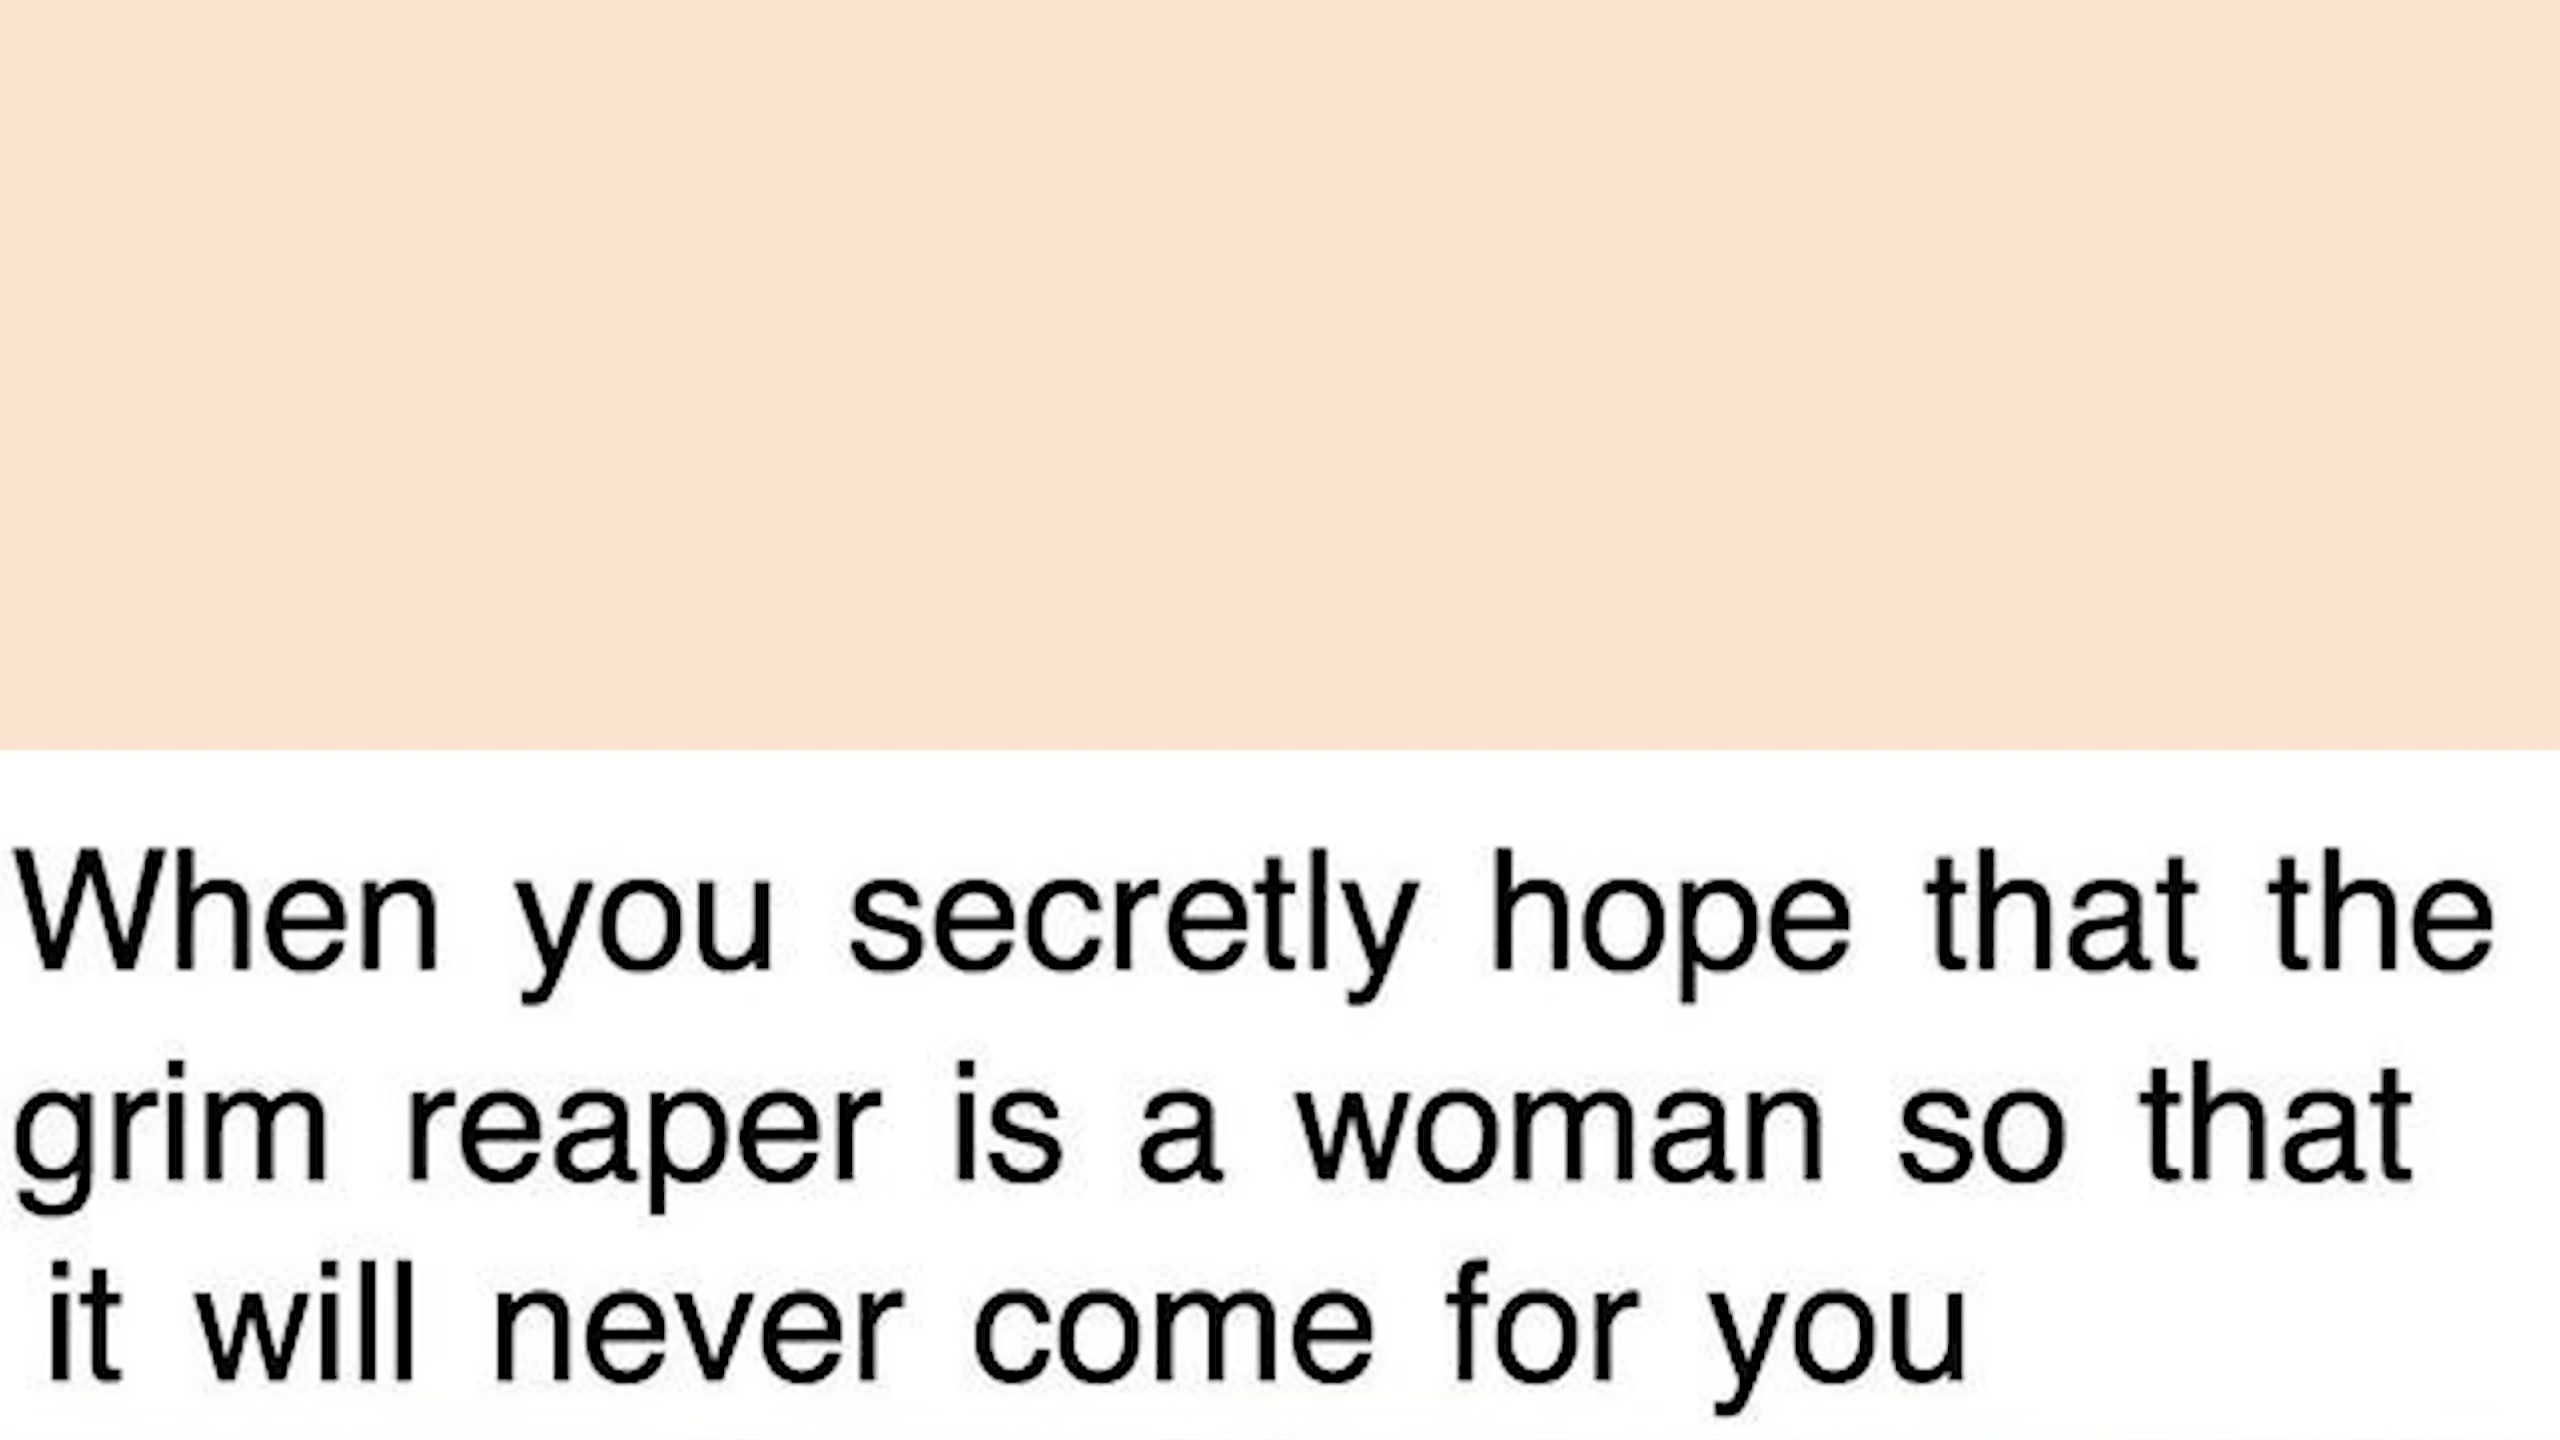 When you secretly hope that the
grim reaper is a woman so that
it will never come for you